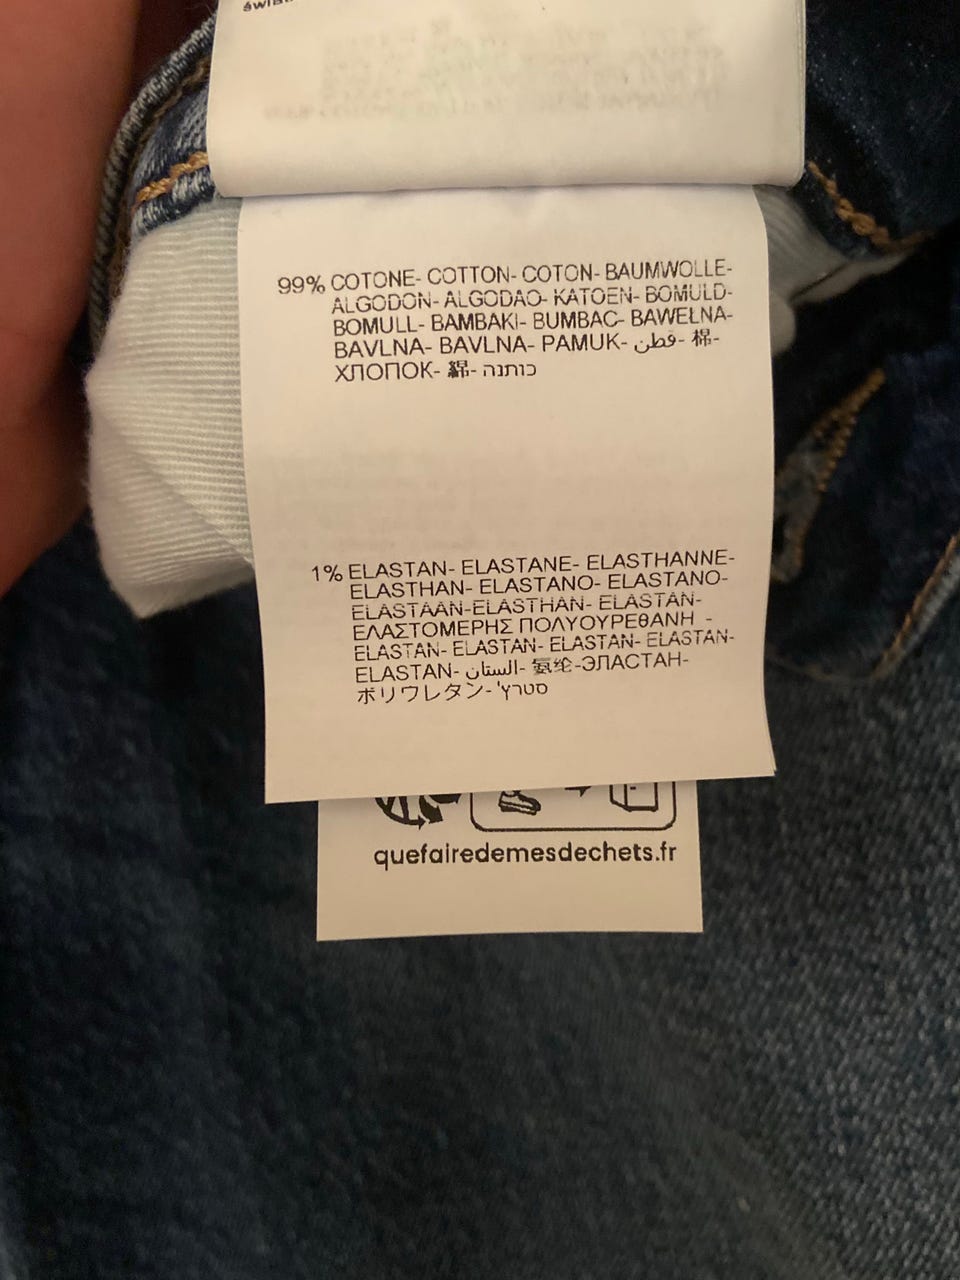 99% COTONE- COTTON- COTON- BAUMWOLLE-
ALGODON- ALGODAO- KATOEN- BOMULD-
BOMULL- BAMBAKI- BUMBAC- BAWEŁNA-
BAVLNA- BAVLNA- PAMUK- قطن- 棉-
ХЛОПОК- 綿- כותנה
1% ELASTAN- ELASTANE- ELASTHANNE-
ELASTHAN- ELASTANO- ELASTANO-
ELASTAAN-ELASTHAN- ELASTAN-
ΕΛΑΣΤΟΜΕΡΗΣ ΠΟΛΥΟΥΡΕΘΑΝΗ -
ELASTAN- ELASTAN- ELASTAN- ELASTAN-
ELASTAN- الستان- 氨纶-ЭЛАСТАН-
ポリウレタン- סטרץ'
quefairedemesdechets.fr